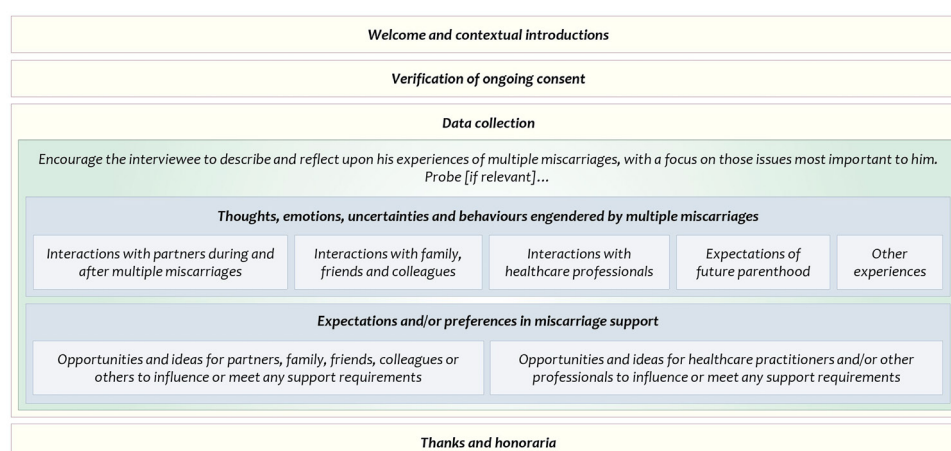 Welcome and contextual introductions
Verification of ongoing consent
Data collection
Encourage the interviewee to describe and reflect upon his experiences of multiple miscarriages, with a focus on those issues most important to him.
Probe [if relevant]...
Thoughts, emotions, uncertainties and behaviours engendered by multiple miscarriages
Interactions with partners during and
after multiple miscarriages
Interactions with family,
friends and colleagues
Interactions with
healthcare professionals
Expectations of
future parenthood
Other
experiences
Expectations and/or preferences in miscarriage support
Opportunities and ideas for partners, family, friends, colleagues or
others to influence or meet any support requirements
Opportunities and ideas for healthcare practitioners and/or other
professionals to influence or meet any support requirements
Thanks and honoraria